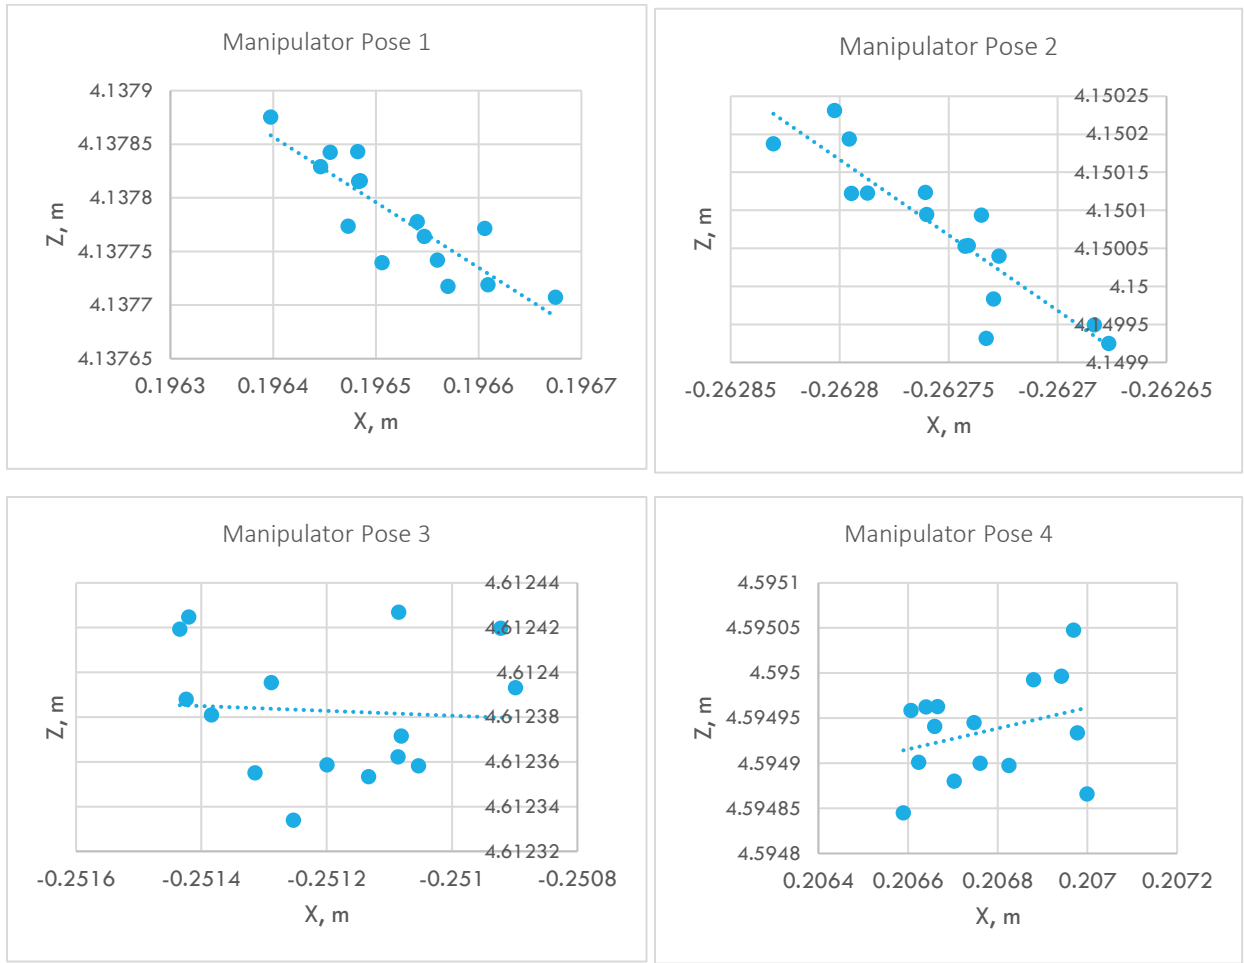 Manipulator Pose 1
4.1379
4.13785
4.1378
4.13775
4.1377
4.13765
Z, m
0.1963 0.1964 0.1965 0.1966 0.1967
X, m
Manipulator Pose 2
4.15025
4.1502
4.15015
4.1501
4.15005
4.15
4.14995
4.1499
Z, m
-0.26285 -0.2628 -0.26275 -0.2627 -0.26265
X, m
Manipulator Pose 3
4.61244
4.61242
4.6124
4.61238
4.61236
4.61234
4.61232
Z, m
-0.2516 -0.2514 -0.2512 -0.251 -0.2508
X, m
Manipulator Pose 4
4.5951
4.59505
4.595
4.59495
4.5949
4.59485
4.5948
Z, m
0.2064 0.2066 0.2068 0.207 0.2072
X, m